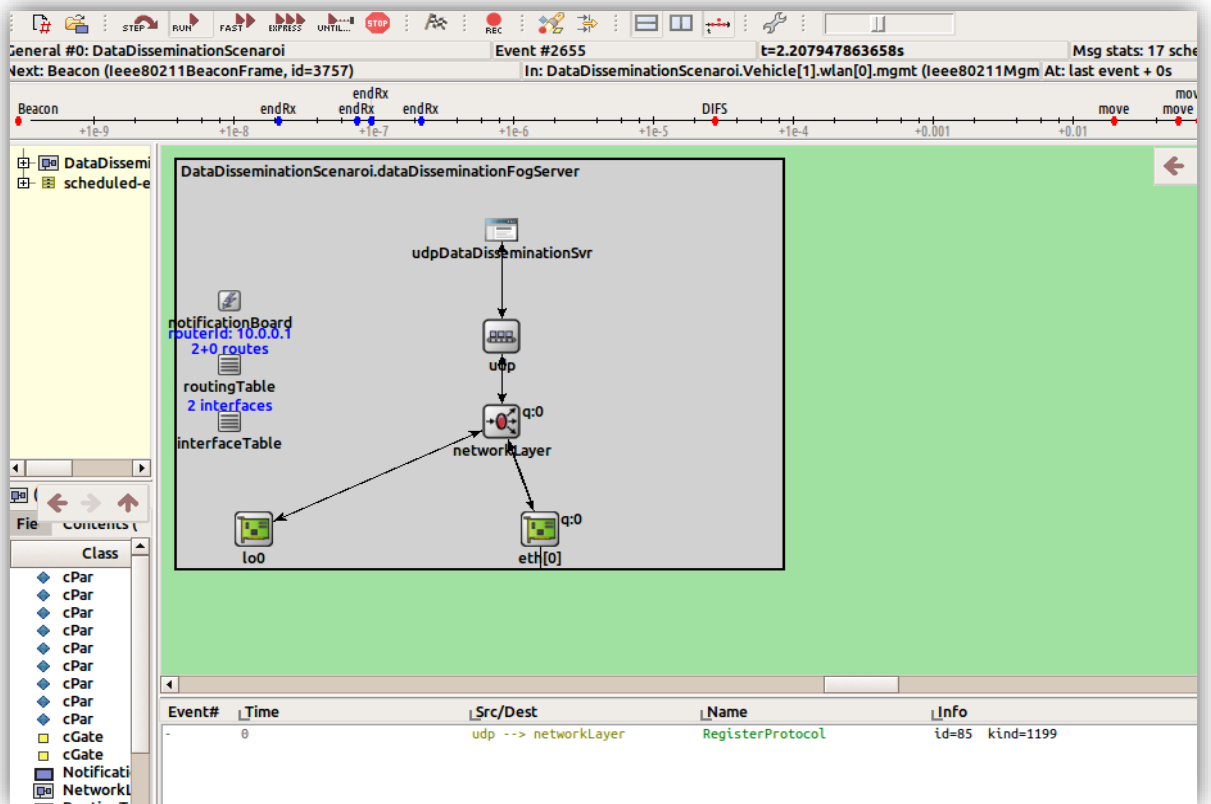 STEP RUN FAST EXPRESS UNTIL... STOP REC
General #0: DataDisseminationScenaroi Event #2655 t=2.207947863658s Msg stats: 17 sche
Next: Beacon (Ieee80211BeaconFrame, id=3757) In: DataDisseminationScenaroi.Vehicle[1].wlan[0].mgmt (Ieee80211Mgm At: last event + 0s
endRx mov
Beacon endRx endRx endRx DIFS move move
+1e-9 +1e-8 +1e-7 +1e-6 +1e-5 +1e-4 +0.001 +0.01
DataDissemi
scheduled-e
DataDisseminationScenaroi.dataDisseminationFogServer
udpDataDisseminationSvr
notificationBoard
routerId: 10.0.0.1
2+0 routes
udp
routingTable
2 interfaces
q:0
interfaceTable
networkLayer
q:0
lo0
eth[0]
Fie Contents (
Class
cPar
cPar
cPar
cPar
cPar
cPar
cPar
cPar
cPar
cGate
cGate
Notificati
NetworkL
Event# Time Src/Dest Name Info
- 0 udp --> networkLayer RegisterProtocol id=85 kind=1199